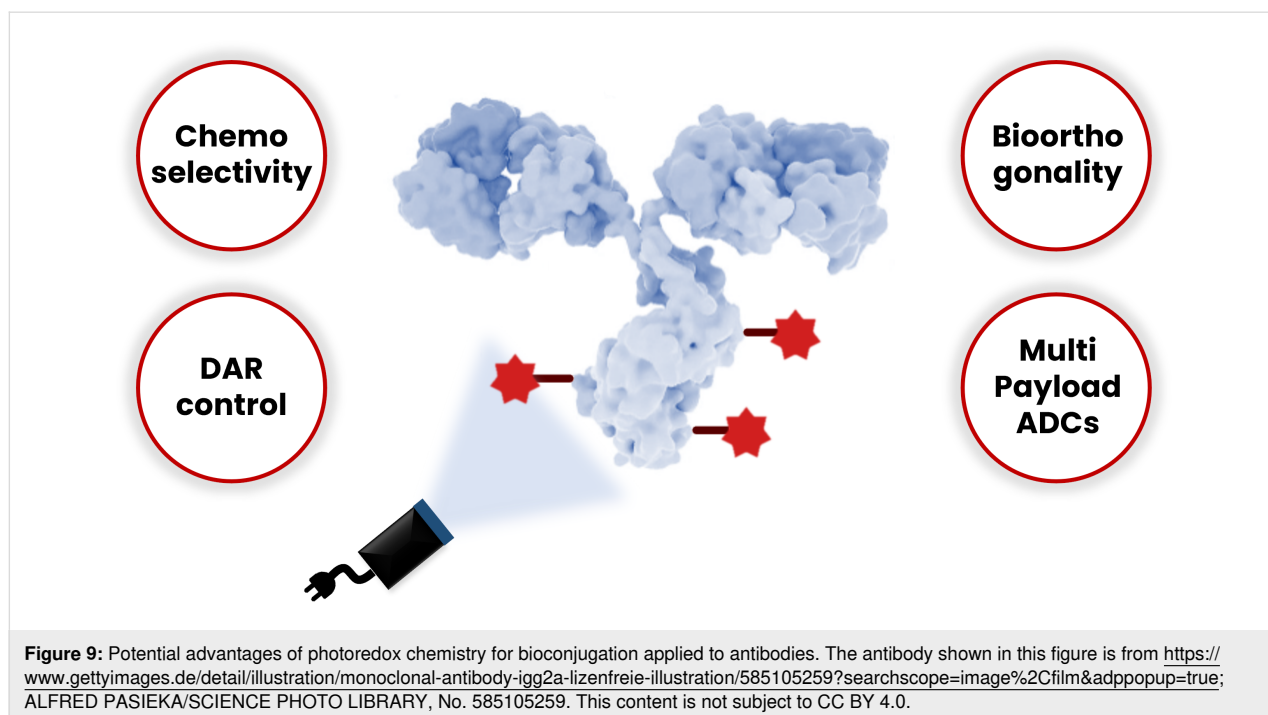 Chemo
selectivity
Bioortho
gonality
DAR
control
Multi
Payload
ADCs
Figure 9: Potential advantages of photoredox chemistry for bioconjugation applied to antibodies. The antibody shown in this figure is from https://
www.gettyimages.de/detail/illustration/monoclonal-antibody-igg2a-lizenfreie-illustration/585105259?searchscope=image%2Cfilm&adppopup=true;
ALFRED PASIEKA/SCIENCE PHOTO LIBRARY, No. 585105259. This content is not subject to CC BY 4.0.